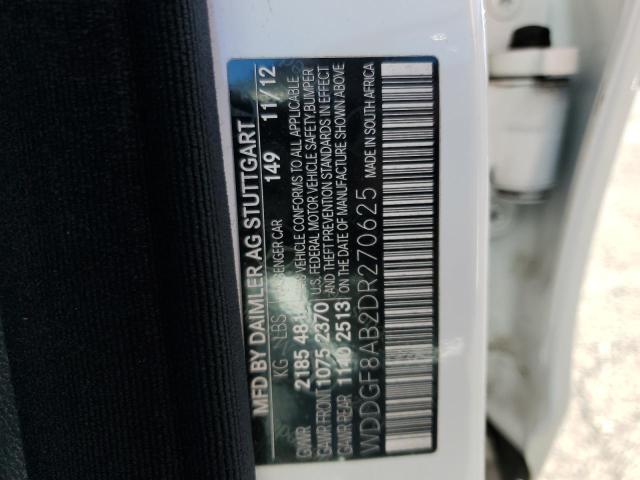 MFD BY DAIMLER AG STUTTGART
149 11/12
KG LBS PASSENGER CAR
GVWR 2185 481
GAWR FRONT 1075 2370
GAWR REAR 1140 2513
VEHICLE CONFORMS TO ALL APPLICABLE
U.S. FEDERAL MOTOR VEHICLE SAFETY, BUMPER
AND THEFT PREVENTION STANDARDS IN EFFECT
ON THE DATE OF MANUFACTURE SHOWN ABOVE
WDDGF8AB2DR270625 MADE IN SOUTH AFRICA